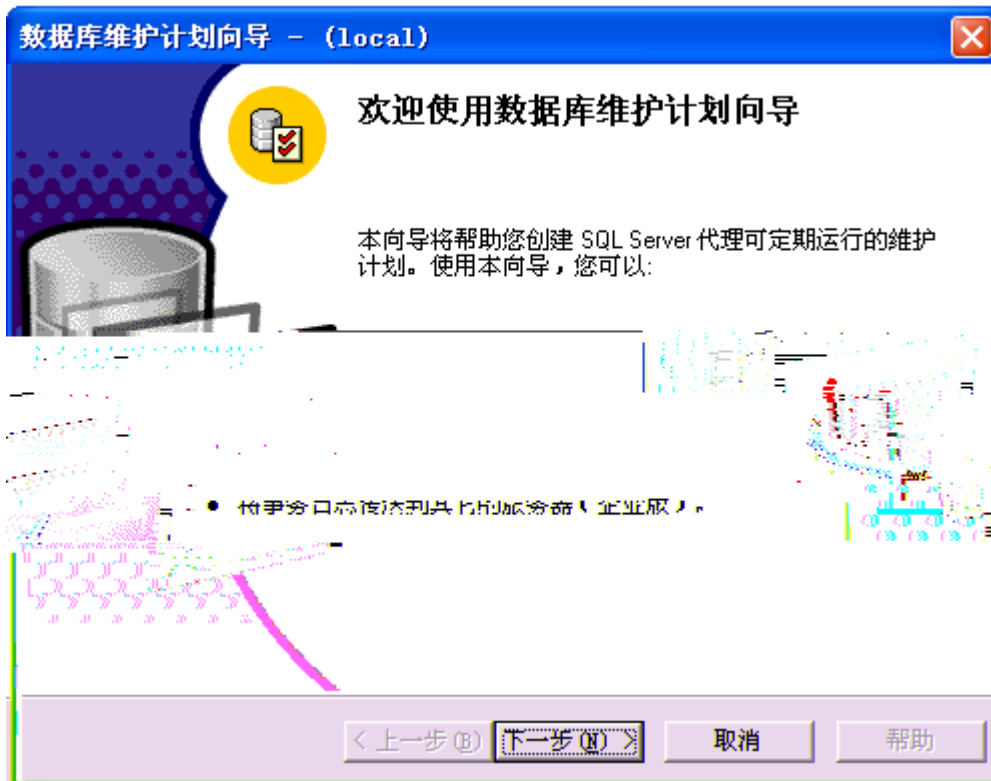 数据库维护计划向导 - (local)
欢迎使用数据库维护计划向导
本向导将帮助您创建 SQL Server 代理可定期运行的维护
计划。使用本向导，您可以:
< 上一步(B) 下一步(N) > 取消 帮助